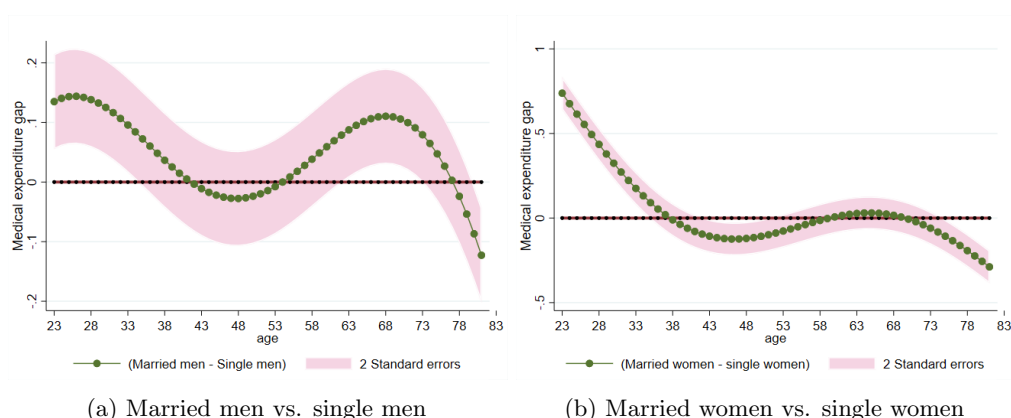 Medical expenditure gap
.2
.1
0
-.1
-.2
23 28 33 38 43 48 53 58 63 68 73 78 83
age
(Married men - Single men) 2 Standard errors
(a) Married men vs. single men
Medical expenditure gap
1
.5
0
-.5
23 28 33 38 43 48 53 58 63 68 73 78 83
age
(Married women - single women) 2 Standard errors
(b) Married women vs. single women